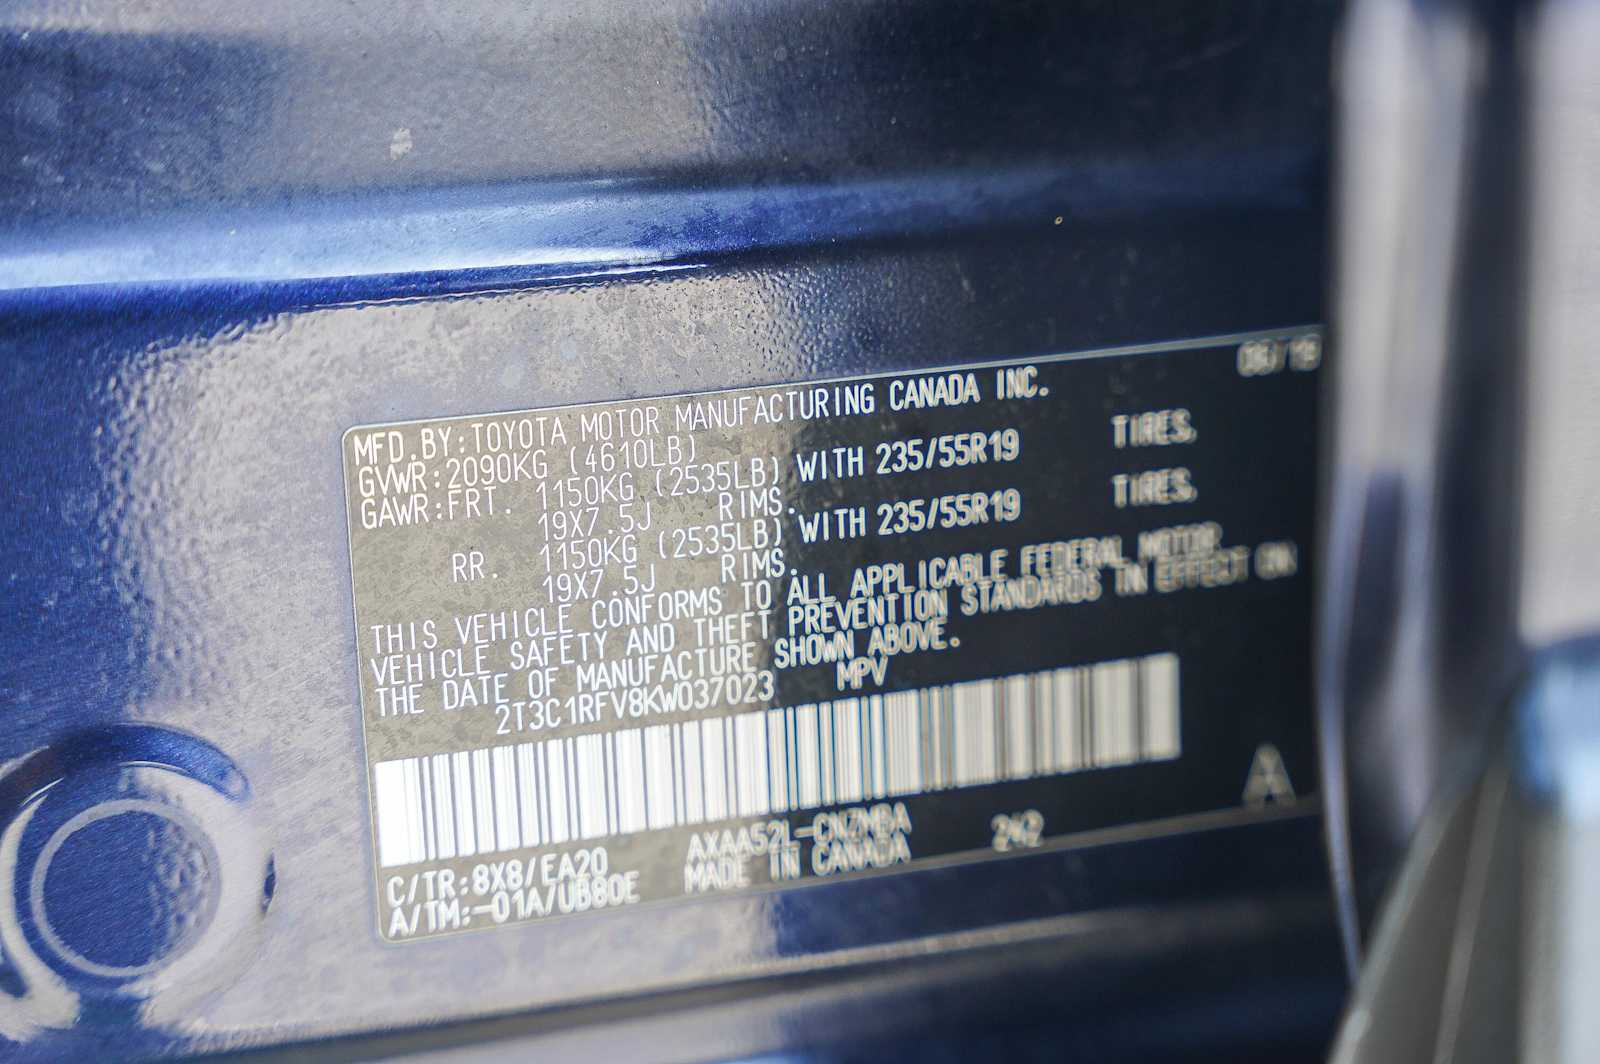 08/19
MFD.BY:TOYOTA MOTOR MANUFACTURING CANADA INC.
GVWR:2090KG (4610LB)
GAWR:FRT. 1150KG (2535LB) WITH 235/55R19 TIRES.
19X7.5J RIMS.
RR. 1150KG (2535LB) WITH 235/55R19 TIRES.
19X7.5J RIMS.
THIS VEHICLE CONFORMS TO ALL APPLICABLE FEDERAL MOTOR
VEHICLE SAFETY AND THEFT PREVENTION STANDARDS IN EFFECT ON
THE DATE OF MANUFACTURE SHOWN ABOVE.
2T3C1RFV8KW037023 MPV
C/TR:8X8/EA20 AXAA52L-CNZMBA 242
A/TM:-01A/UB80E MADE IN CANADA